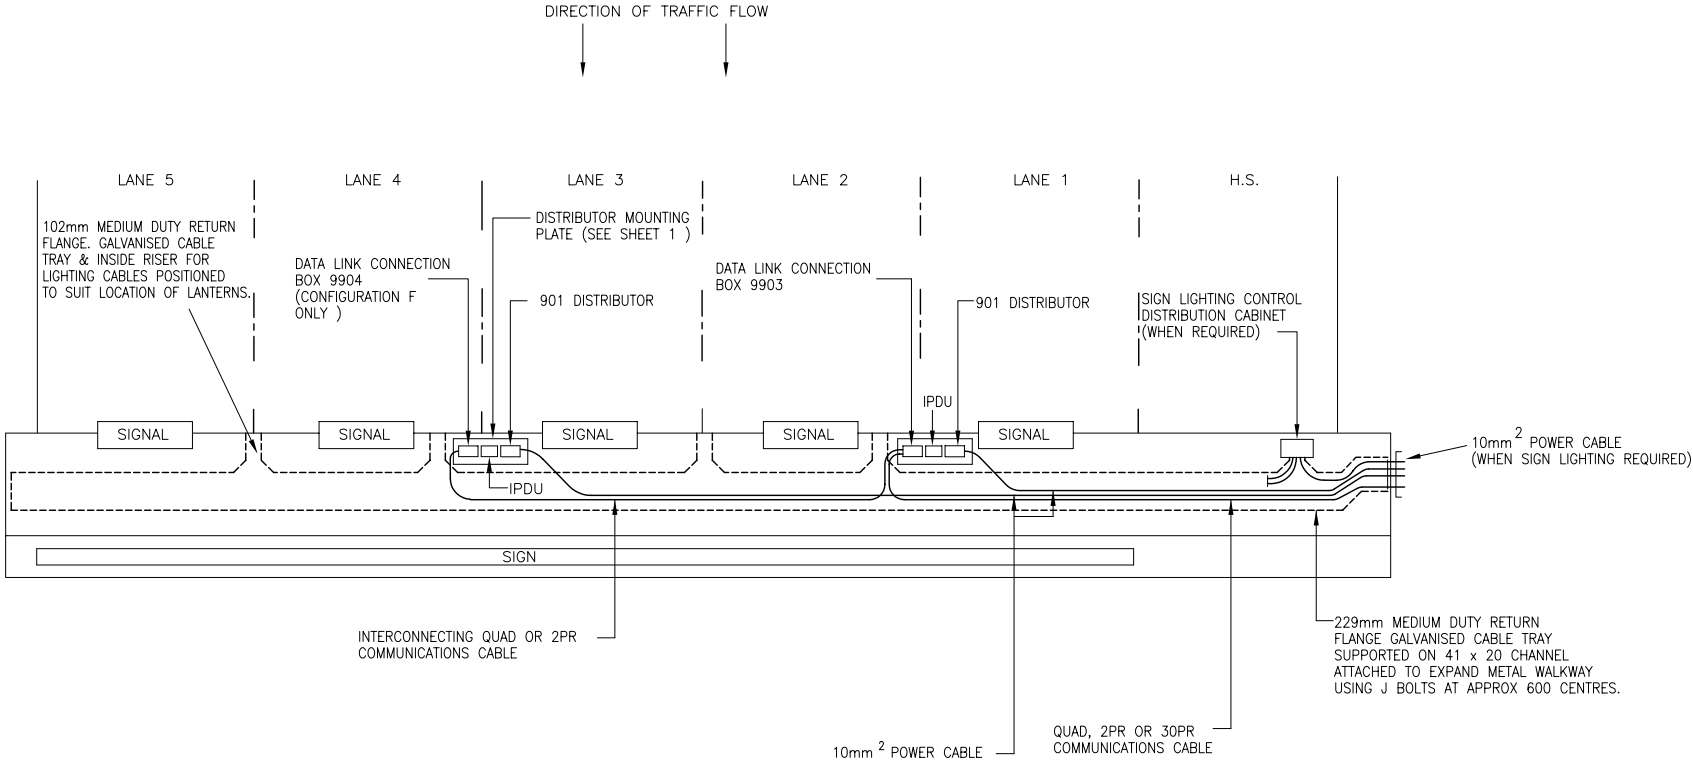 DIRECTION OF TRAFFIC FLOW
LANE 5
LANE 4
LANE 3
LANE 2
LANE 1
H.S.
102mm MEDIUM DUTY RETURN
FLANGE. GALVANISED CABLE
TRAY & INSIDE RISER FOR
LIGHTING CABLES POSITIONED
TO SUIT LOCATION OF LANTERNS.
DATA LINK CONNECTION
BOX 9904
(CONFIGURATION F
ONLY )
DISTRIBUTOR MOUNTING
PLATE (SEE SHEET 1 )
901 DISTRIBUTOR
DATA LINK CONNECTION
BOX 9903
901 DISTRIBUTOR
SIGN LIGHTING CONTROL
DISTRIBUTION CABINET
(WHEN REQUIRED)
IPDU
SIGNAL
SIGNAL
SIGNAL
SIGNAL
SIGNAL
10mm² POWER CABLE
(WHEN SIGN LIGHTING REQUIRED)
IPDU
SIGN
INTERCONNECTING QUAD OR 2PR
COMMUNICATIONS CABLE
229mm MEDIUM DUTY RETURN
FLANGE GALVANISED CABLE TRAY
SUPPORTED ON 41 x 20 CHANNEL
ATTACHED TO EXPAND METAL WALKWAY
USING J BOLTS AT APPROX 600 CENTRES.
10mm² POWER CABLE
QUAD, 2PR OR 30PR
COMMUNICATIONS CABLE